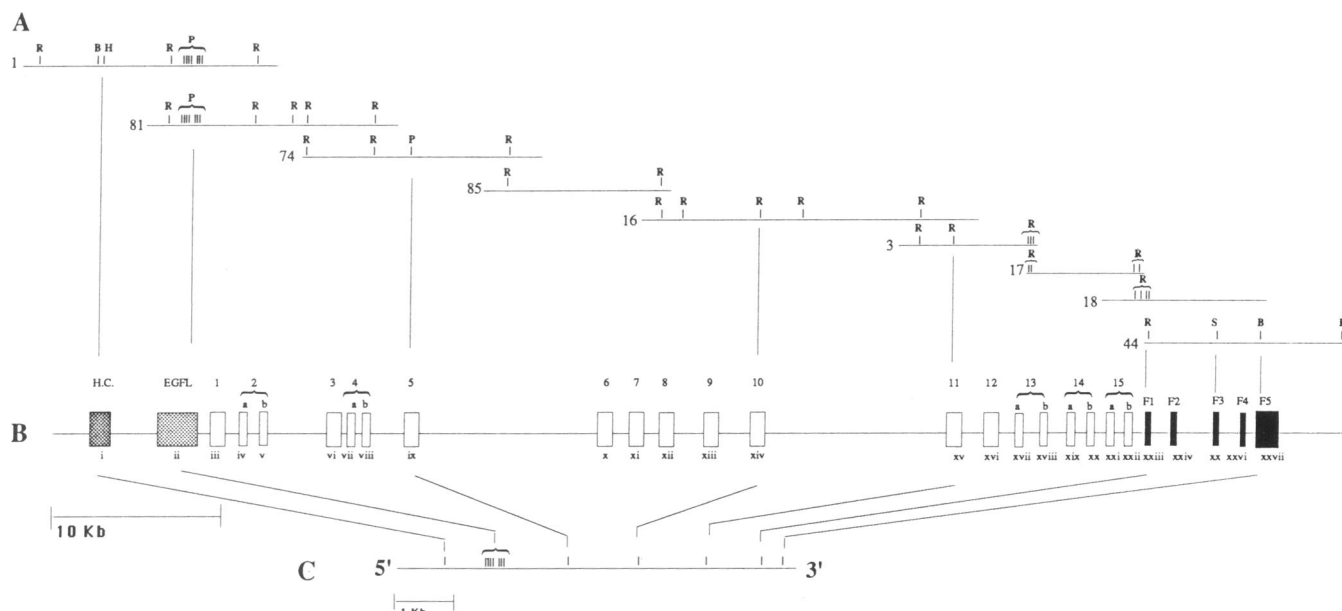 A
R B H R P R
1
R P R R R R
81
R R P R
74
R R
85
R R R R R
16
R R R
3
R R
17
R
18
R S B
44
H.C. EGFL 1 2 3 4 5 6 7 8 9 10 11 12 13 14 15
a b a b a b a b a b F1 F2 F3 F4 F5
B
i ii iii iv v vi vii viii ix x xi xii xiii xiv xv xvi xvii xviii xix xx xxi xxii xxiii xxiv xx xxvi xxvii
10 Kb
C 5' 3'